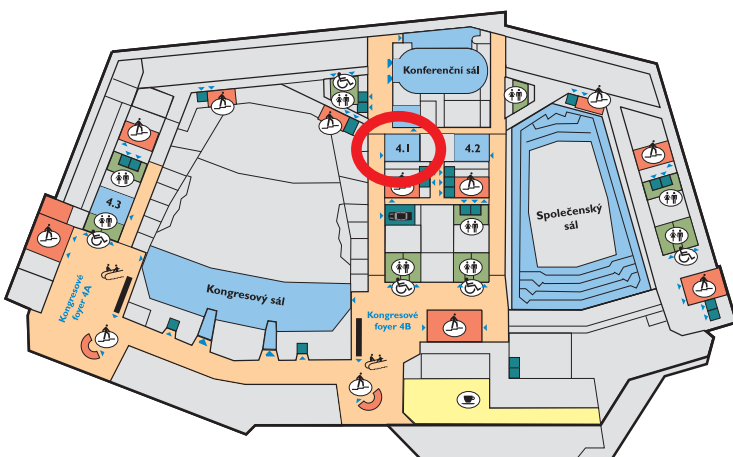 Konferenční sál
4.1
4.2
4.3
Společenský
sál
Kongresový sál
Kongresové
foyer 4A
Kongresové
foyer 4B